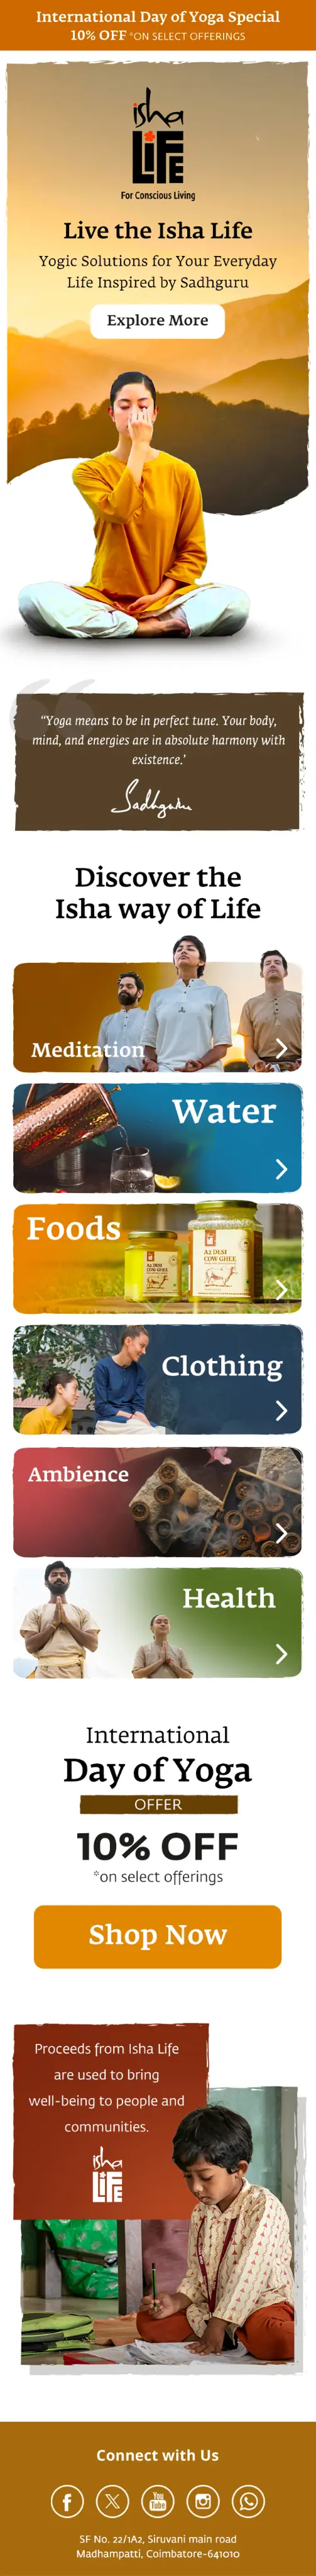 International Day of Yoga Special
10% OFF *ON SELECT OFFERINGS
isha
LIFE
For Conscious Living
Live the Isha Life
Yogic Solutions for Your Everyday
Life Inspired by Sadhguru
Explore More
“Yoga means to be in perfect tune. Your body,
mind, and energies are in absolute harmony with
existence.’
Sadhguru
Discover the
Isha way of Life
Meditation
Water
Foods
A2 DESI
COW GHEE
A2 DESI
COW GHEE
Clothing
Ambience
Health
International
Day of Yoga
OFFER
10% OFF
*on select offerings
Shop Now
Proceeds from Isha Life
are used to bring
well-being to people and
communities.
isha
LIFE
Connect with Us
You
Tube
SF No. 22/1A2, Siruvani main road
Madhampatti, Coimbatore-641010